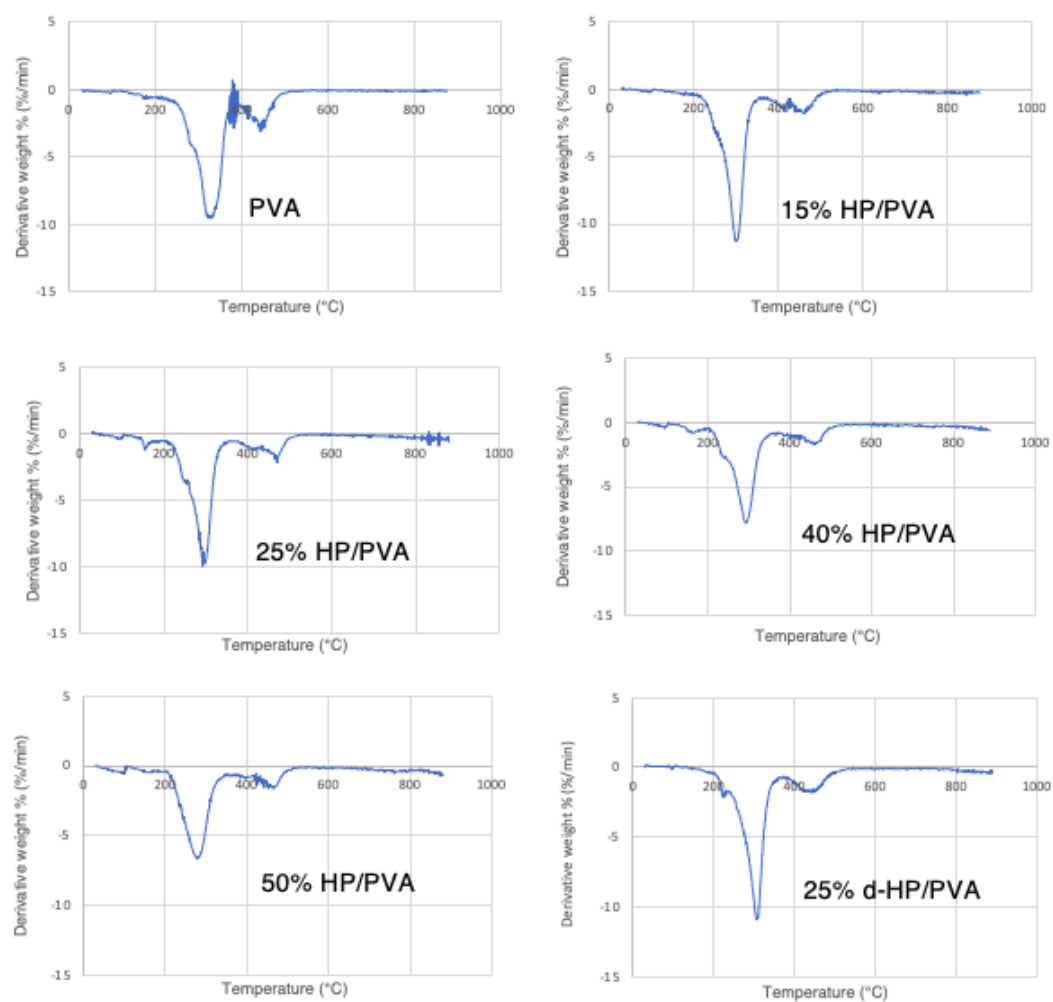 5
0
-5
-10
-15
0 200 400 600 800 1000
Derivative weight % (%/min)
Temperature (°C)
PVA
5
0
-5
-10
-15
0 200 400 600 800 1000
Derivative weight % (%/min)
Temperature (°C)
15% HP/PVA
5
0
-5
-10
-15
0 200 400 600 800 1000
Derivative weight % (%/min)
Temperature (°C)
25% HP/PVA
5
0
-5
-10
-15
0 200 400 600 800 1000
Derivative weight % (%/min)
Temperature (°C)
40% HP/PVA
5
0
-5
-10
-15
0 200 400 600 800 1000
Derivative weight % (%/min)
Temperature (°C)
50% HP/PVA
5
0
-5
-10
-15
0 200 400 600 800 1000
Derivative weight % (%/min)
Temperature (°C)
25% d-HP/PVA